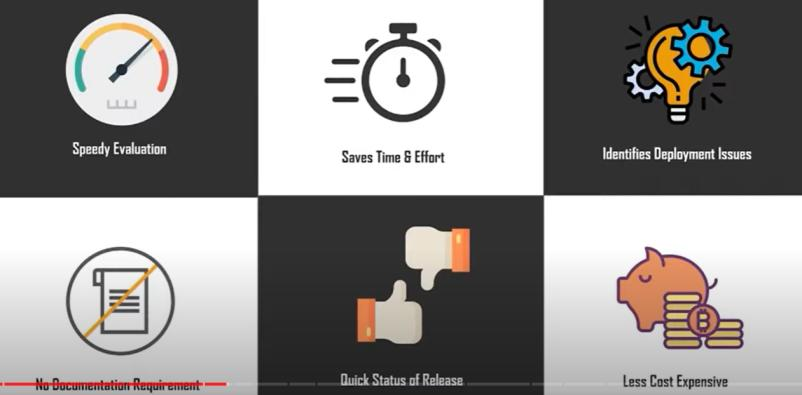 Speedy Evaluation
Saves Time & Effort
Identifies Deployment Issues
No Documentation Requirement
Quick Status of Release
Less Cost Expensive